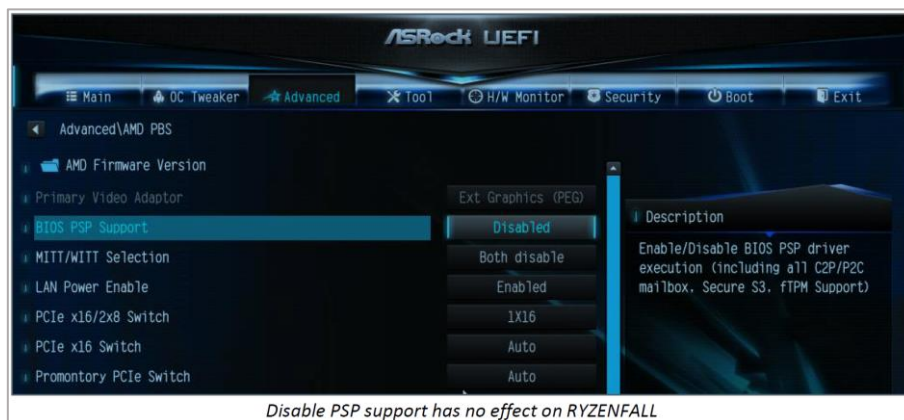 ASRock UEFI
Main OC Tweaker Advanced Tool H/W Monitor Security Boot Exit
Advanced\AMD PBS
AMD Firmware Version
Primary Video Adaptor Ext Graphics (PEG)
BIOS PSP Support Disabled
MITT/WITT Selection Both disable
LAN Power Enable Enabled
PCIe x16/2x8 Switch 1X16
PCIe x16 Switch Auto
Promontory PCIe Switch Auto
Description
Enable/Disable BIOS PSP driver
execution (including all C2P/P2C
mailbox. Secure S3. fTPM Support)
Disable PSP support has no effect on RYZENFALL